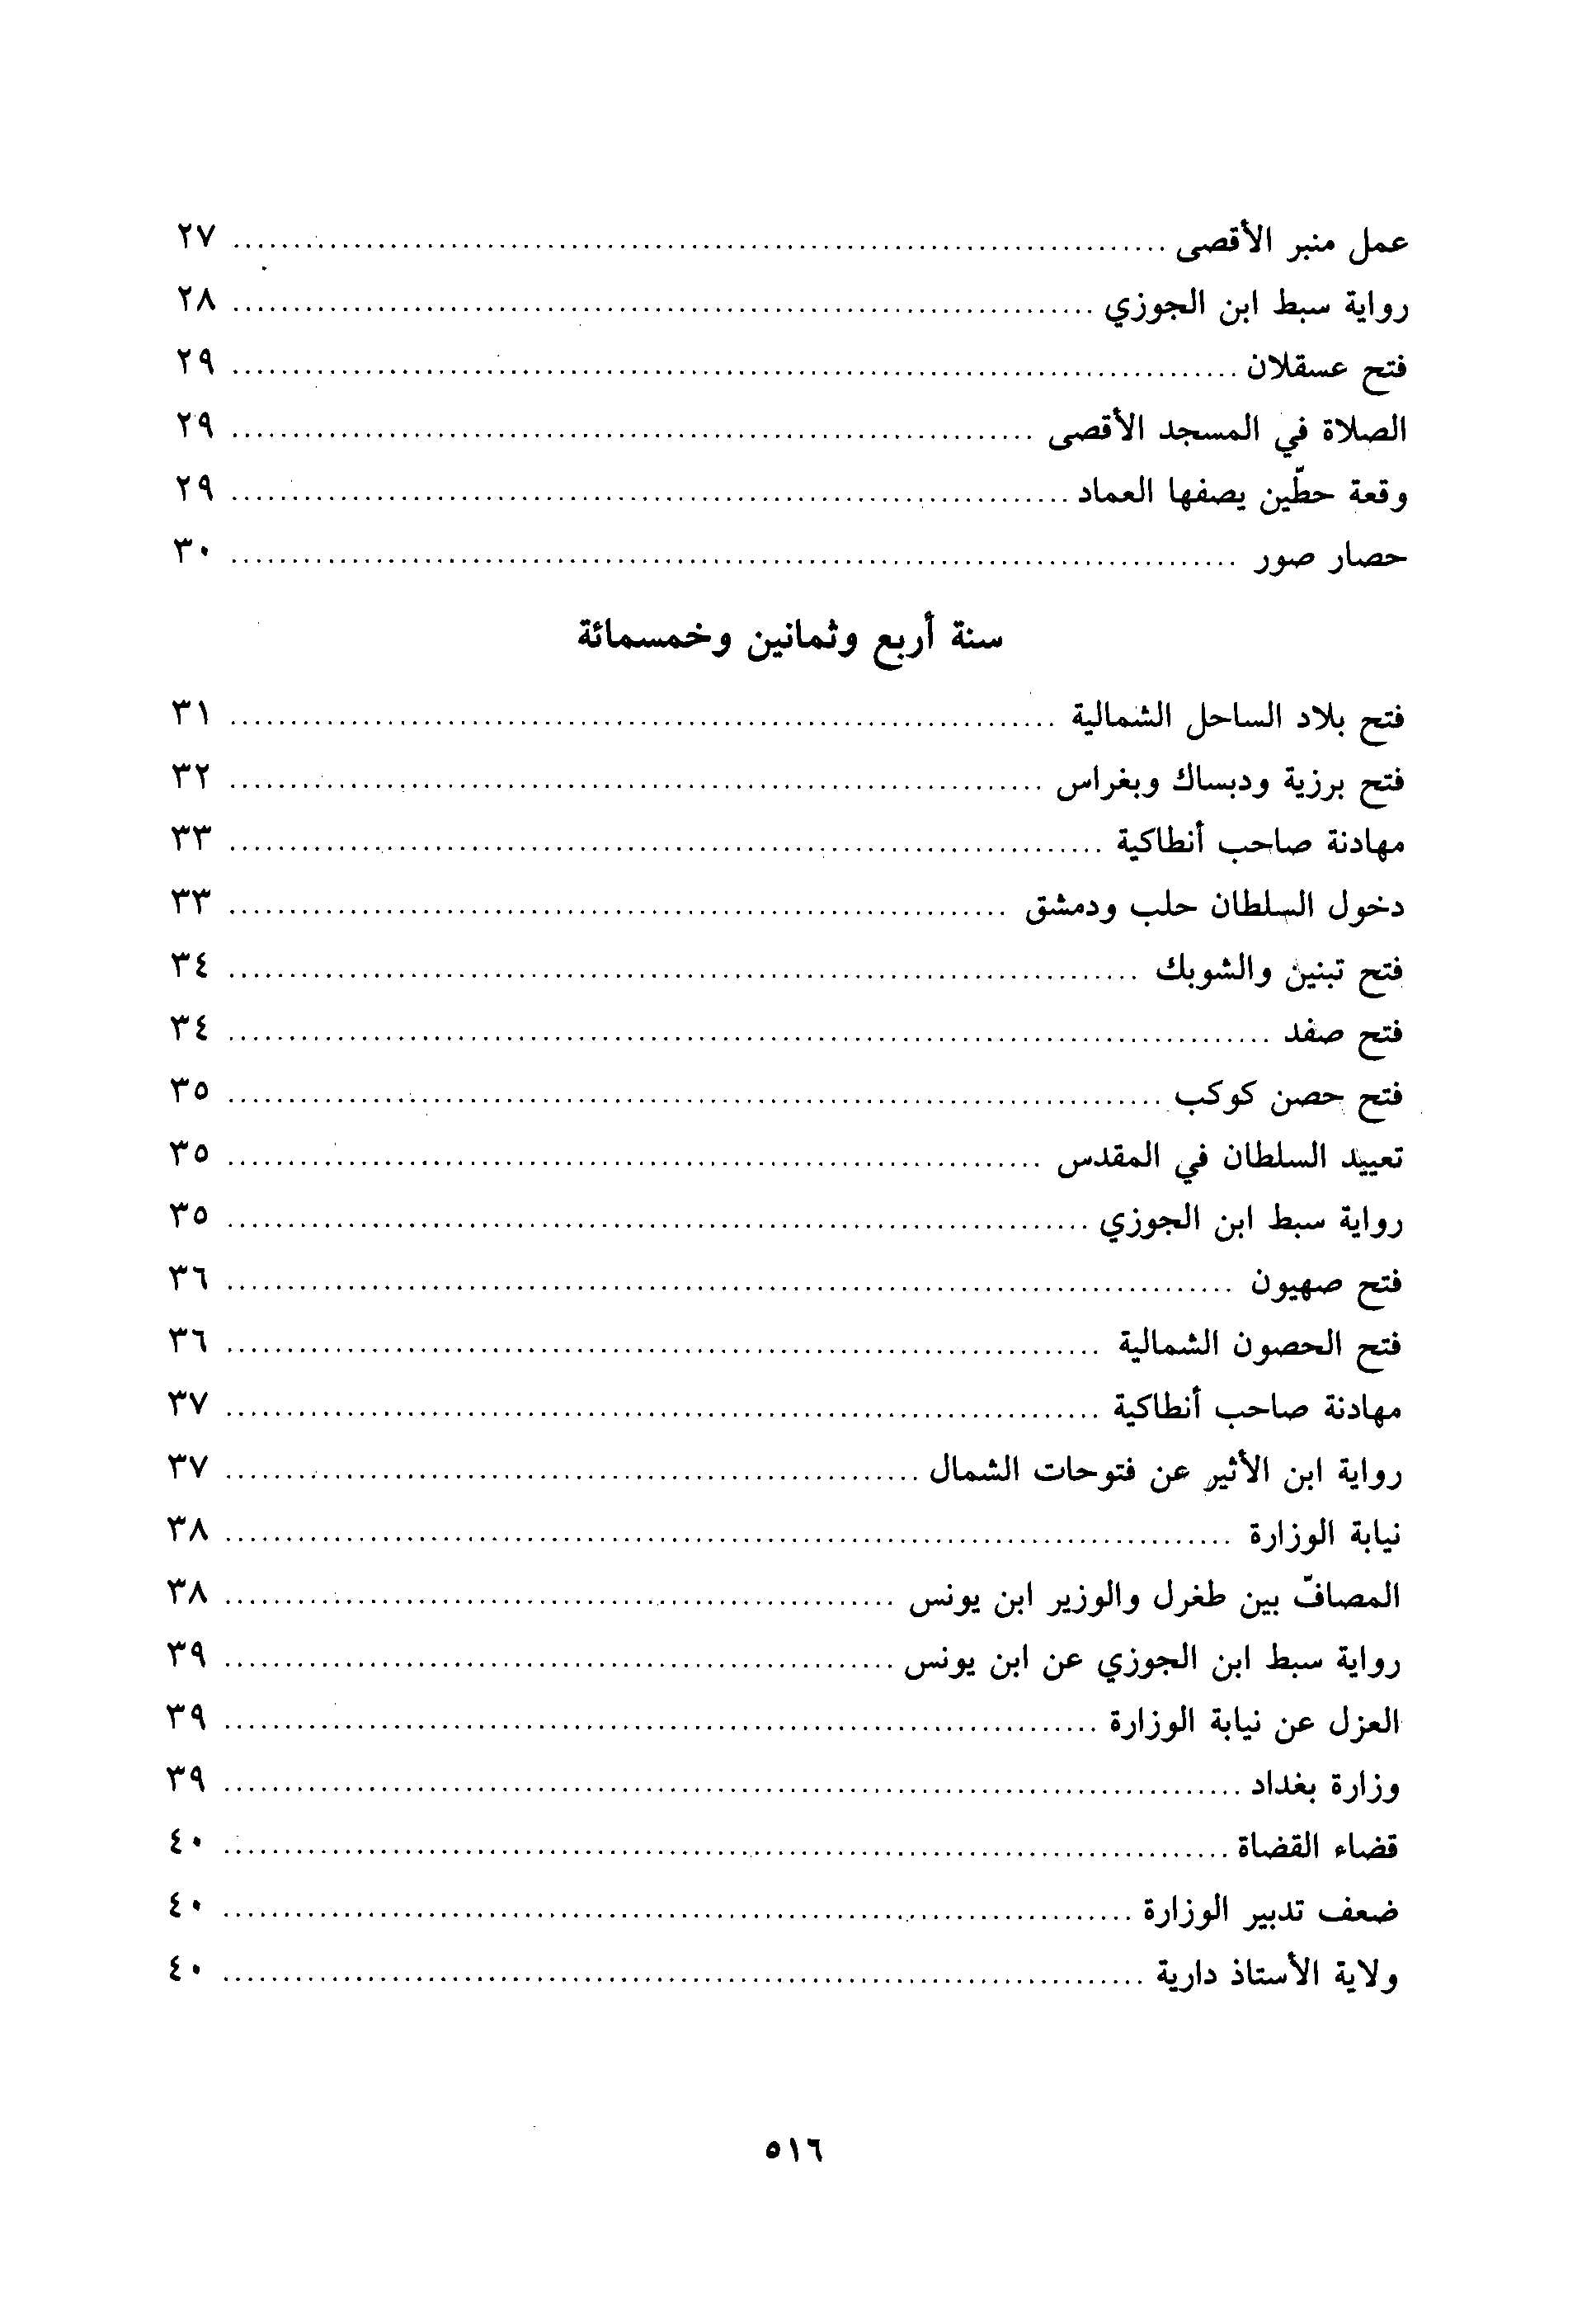 عمل منبر الأقصى ........ ٢٧
رواية سبط ابن الجوزي ........ ٢٨
فتح عسقلان ........ ٢٩
الصلاة في المسجد الأقصى ........ ٢٩
وقعة حطّين يصفها العماد ........ ٢٩
حصار صور ........ ٣٠
سنة أربع وثمانين وخمسمائة
فتح بلاد الساحل الشمالية ........ ٣١
فتح برزية ودبساك وبغراس ........ ٣٢
مهادنة صاحب أنطاكية ........ ٣٣
دخول السلطان حلب ودمشق ........ ٣٣
فتح تبنين والشوبك ........ ٣٤
فتح صفد ........ ٣٤
فتح حصن كوكب ........ ٣٥
تعييد السلطان في المقدس ........ ٣٥
رواية سبط ابن الجوزي ........ ٣٥
فتح صهيون ........ ٣٦
فتح الحصون الشمالية ........ ٣٦
مهادنة صاحب أنطاكية ........ ٣٧
رواية ابن الأثير عن فتوحات الشمال ........ ٣٧
نيابة الوزارة ........ ٣٨
المصافّ بين طغرل والوزير ابن يونس ........ ٣٨
رواية سبط ابن الجوزي عن ابن يونس ........ ٣٩
العزل عن نيابة الوزارة ........ ٣٩
وزارة بغداد ........ ٣٩
قضاء القضاة ........ ٤٠
ضعف تدبير الوزارة ........ ٤٠
ولاية الأستاذ دارية ........ ٤٠
٥١٦